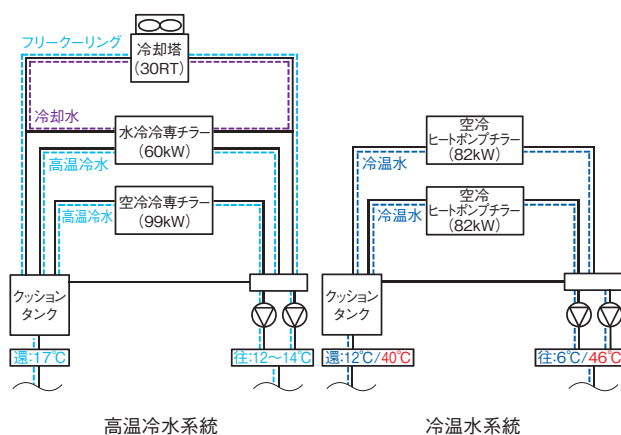 フリークーリング
冷却塔
(30RT)
冷却水
水冷冷専チラー
(60kW)
高温冷水
空冷冷専チラー
(99kW)
高温冷水
クッション
タンク
還:17℃
往:12～14℃
高温冷水系統
空冷
ヒートポンプチラー
(82kW)
冷温水
空冷
ヒートポンプチラー
(82kW)
冷温水
クッション
タンク
還:12℃/40℃
往:6℃/46℃
冷温水系統